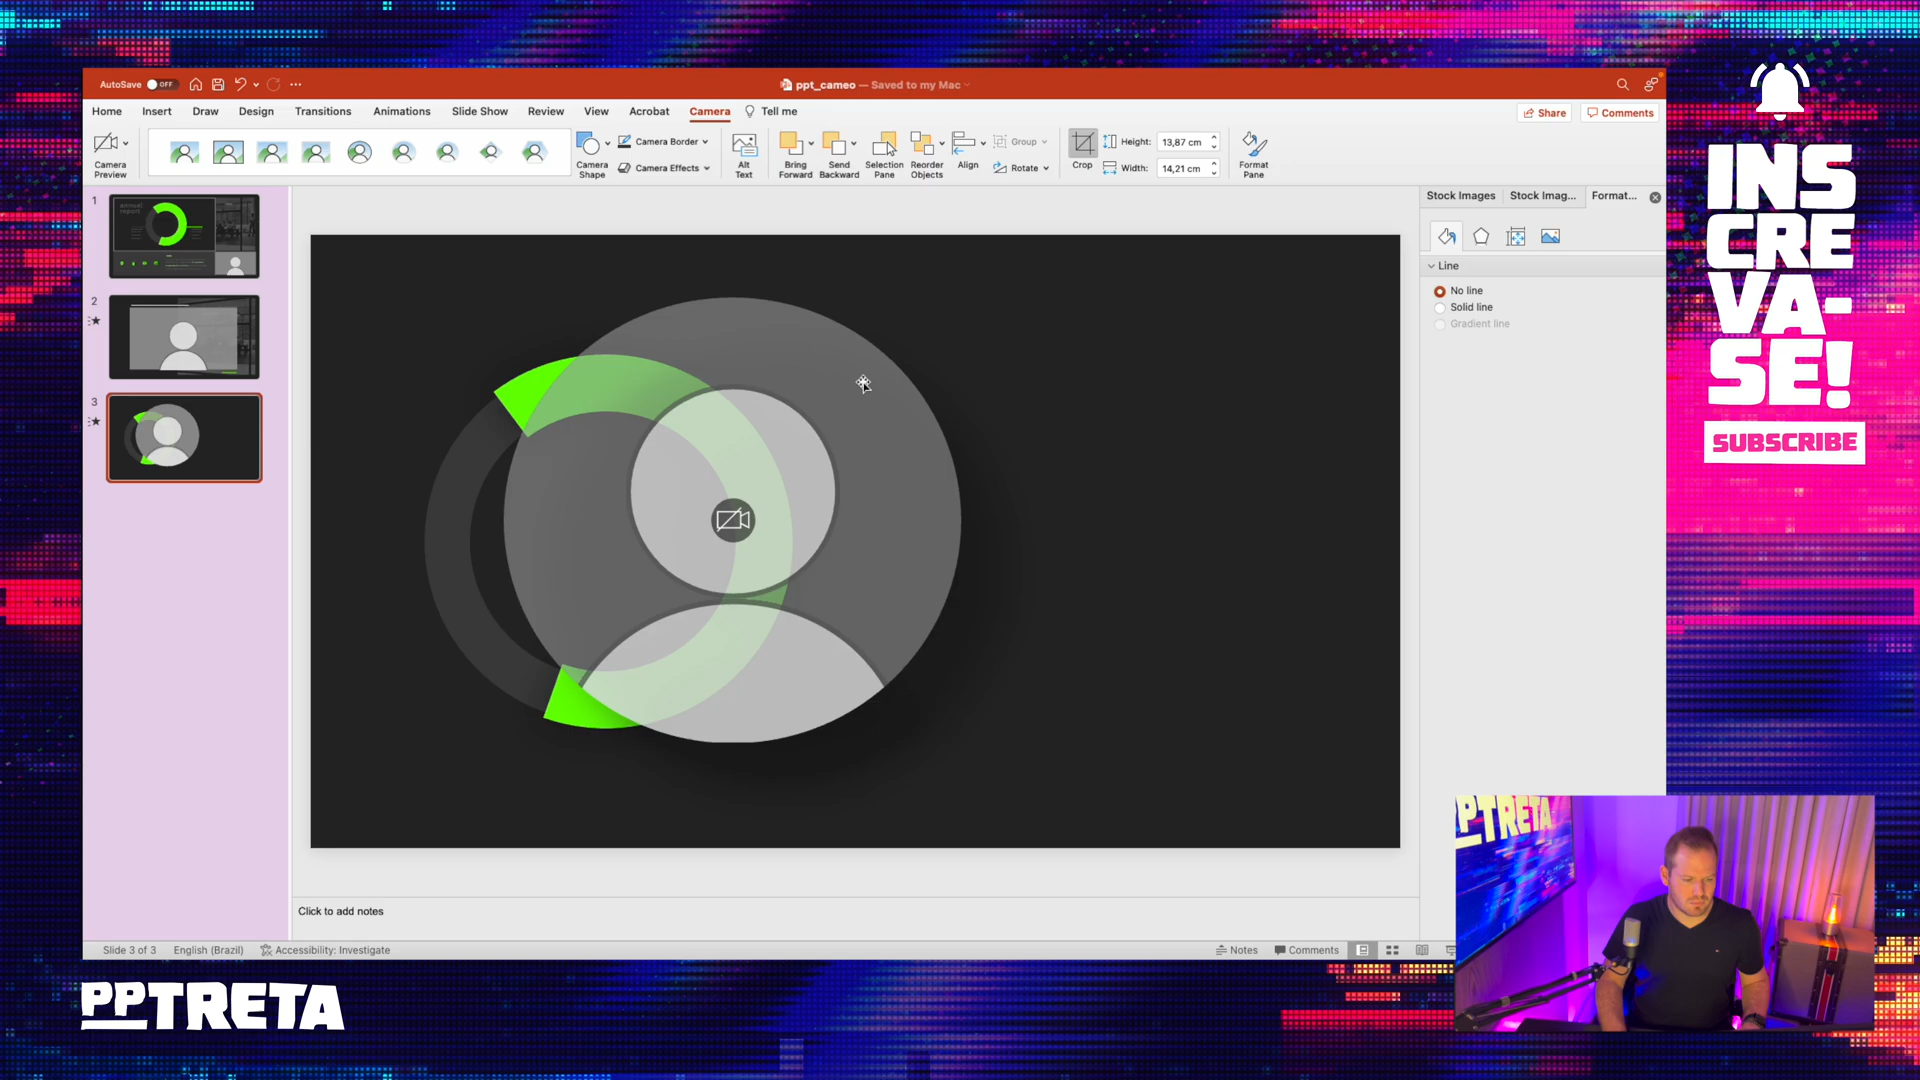 AutoSave OFF
ppt_cameo — Saved to my Mac
Home Insert Draw Design Transitions Animations Slide Show Review View Acrobat Camera Tell me
Share Comments
Camera Preview
Camera Shape
Camera Border
Camera Effects
Alt Text
Bring Forward
Send Backward
Selection Pane
Reorder Objects
Align
Group
Rotate
Crop
Height: 13,87 cm
Width: 14,21 cm
Format Pane
Stock Images Stock Imag... Format...
Line
No line
Solid line
Gradient line
1
annual
report
2
3
Click to add notes
Slide 3 of 3 English (Brazil) Accessibility: Investigate
Notes Comments
INS
CRE
VA-
SE!
SUBSCRIBE
PPTRETA
PPTRETA